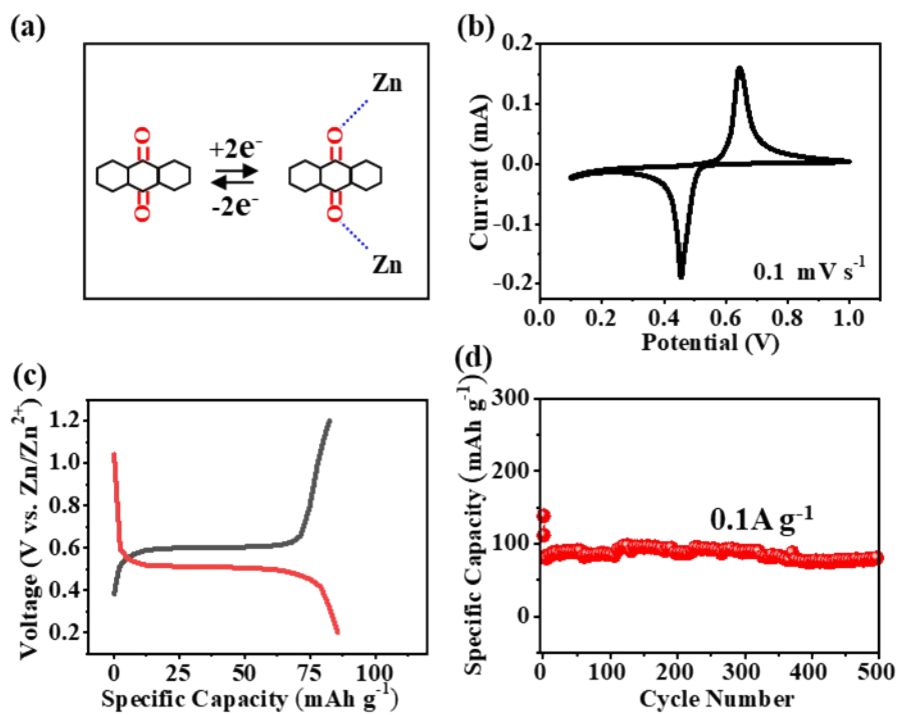 (a)
Zn
O
O
+2e⁻
-2e⁻
O
O
Zn
(b)
0.2
0.1
0.0
-0.1
-0.2
Current (mA)
0.1 mV s⁻¹
0.0 0.2 0.4 0.6 0.8 1.0
Potential (V)
(c)
1.2
1.0
0.8
0.6
0.4
0.2
Voltage (V vs. Zn/Zn²⁺)
0 25 50 75 100
Specific Capacity (mAh g⁻¹)
(d)
300
200
100
0
Specific Capacity (mAh g⁻¹)
0.1A g⁻¹
0 100 200 300 400 500
Cycle Number